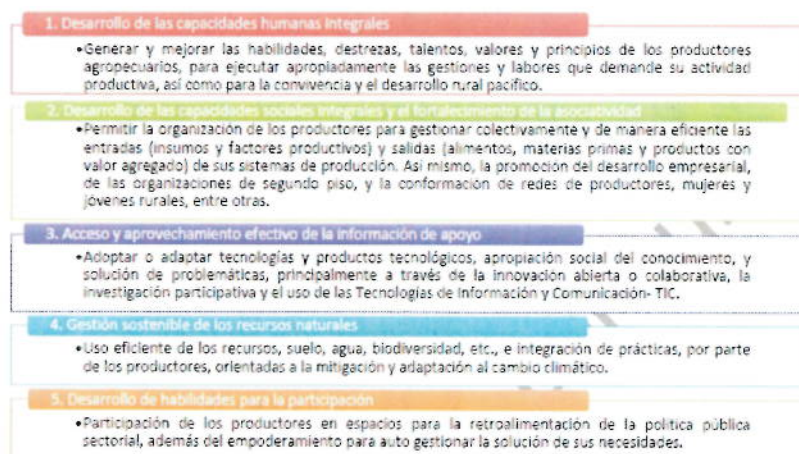 1. Desarrollo de las capacidades humanas integrales
•Generar y mejorar las habilidades, destrezas, talentos, valores y principios de los productores
agropecuarios, para ejecutar apropiadamente las gestiones y labores que demande su actividad
productiva, así como para la convivencia y el desarrollo rural pacífico.
2. Desarrollo de las capacidades sociales integrales y el fortalecimiento de la asociatividad
•Permitir la organización de los productores para gestionar colectivamente y de manera eficiente las
entradas (insumos y factores productivos) y salidas (alimentos, materias primas y productos con
valor agregado) de sus sistemas de producción. Así mismo, la promoción del desarrollo empresarial,
de las organizaciones de segundo piso, y la conformación de redes de productores, mujeres y
jóvenes rurales, entre otras.
3. Acceso y aprovechamiento efectivo de la información de apoyo
•Adoptar o adaptar tecnologías y productos tecnológicos, apropiación social del conocimiento, y
solución de problemáticas, principalmente a través de la innovación abierta o colaborativa, la
investigación participativa y el uso de las Tecnologías de Información y Comunicación- TIC.
4. Gestión sostenible de los recursos naturales
•Uso eficiente de los recursos, suelo, agua, biodiversidad, etc., e integración de prácticas, por parte
de los productores, orientadas a la mitigación y adaptación al cambio climático.
5. Desarrollo de habilidades para la participación
•Participación de los productores en espacios para la retroalimentación de la política pública
sectorial, además del empoderamiento para auto gestionar la solución de sus necesidades.